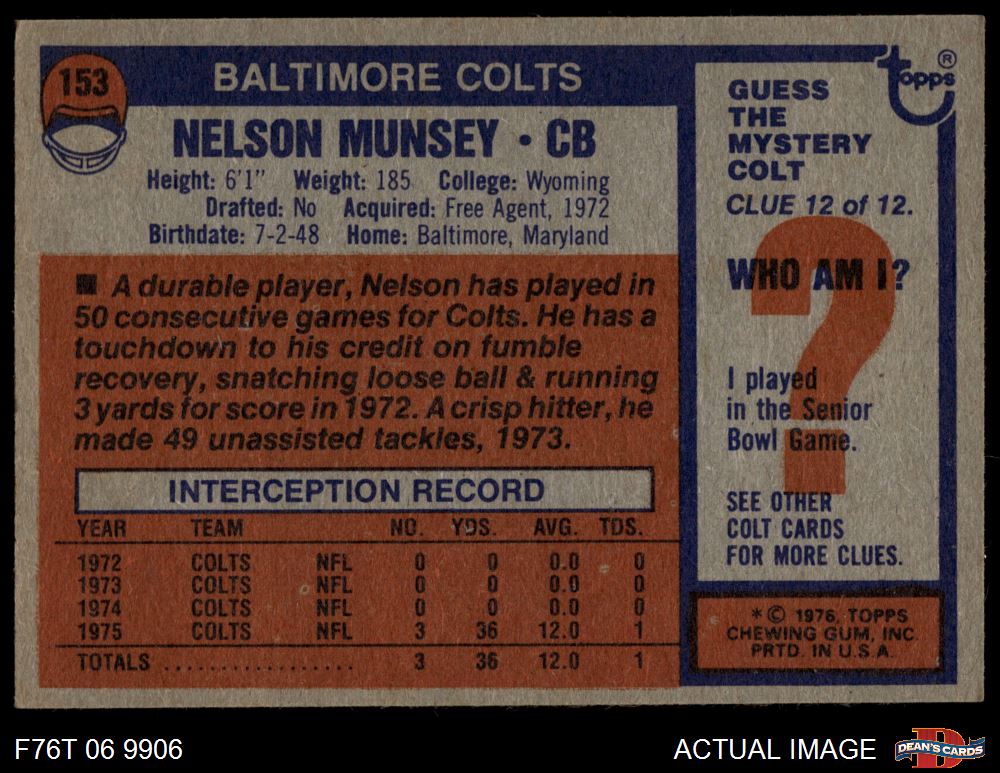 153
BALTIMORE COLTS
NELSON MUNSEY • CB
Height: 6'1" Weight: 185 College: Wyoming
Drafted: No Acquired: Free Agent, 1972
Birthdate: 7-2-48 Home: Baltimore, Maryland
■ A durable player, Nelson has played in
50 consecutive games for Colts. He has a
touchdown to his credit on fumble
recovery, snatching loose ball & running
3 yards for score in 1972. A crisp hitter, he
made 49 unassisted tackles, 1973.
INTERCEPTION RECORD
YEAR TEAM NO. YDS. AVG. TDS.
1972 COLTS NFL 0 0 0.0 0
1973 COLTS NFL 0 0 0.0 0
1974 COLTS NFL 0 0 0.0 0
1975 COLTS NFL 3 36 12.0 1
TOTALS .................. 3 36 12.0 1
topps®
GUESS
THE
MYSTERY
COLT
CLUE 12 of 12.
WHO AM I?
?
I played
in the Senior
Bowl Game.
SEE OTHER
COLT CARDS
FOR MORE CLUES.
* © 1976, TOPPS
CHEWING GUM, INC.
PRTD. IN U.S.A.
F76T 06 9906
ACTUAL IMAGE
D
DEAN'S CARDS